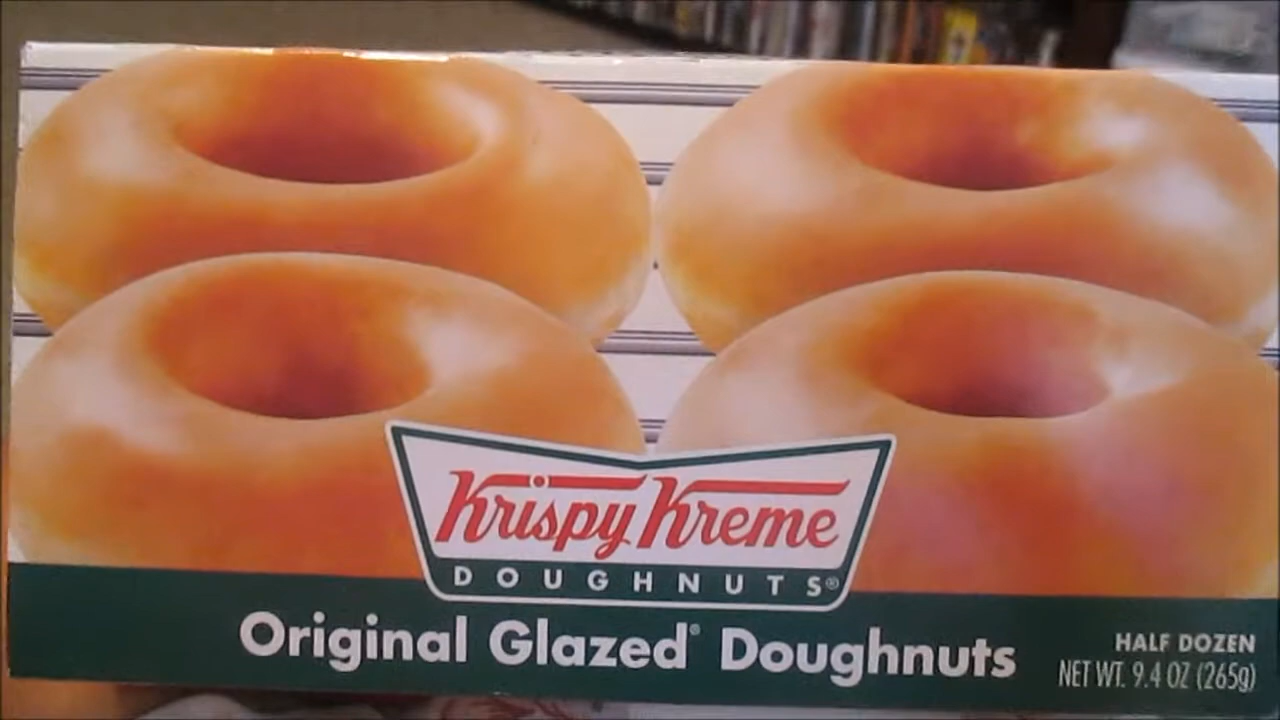 Krispy Kreme
DOUGHNUTS®
Original Glazed® Doughnuts
HALF DOZEN
NET WT. 9.4 OZ (265g)